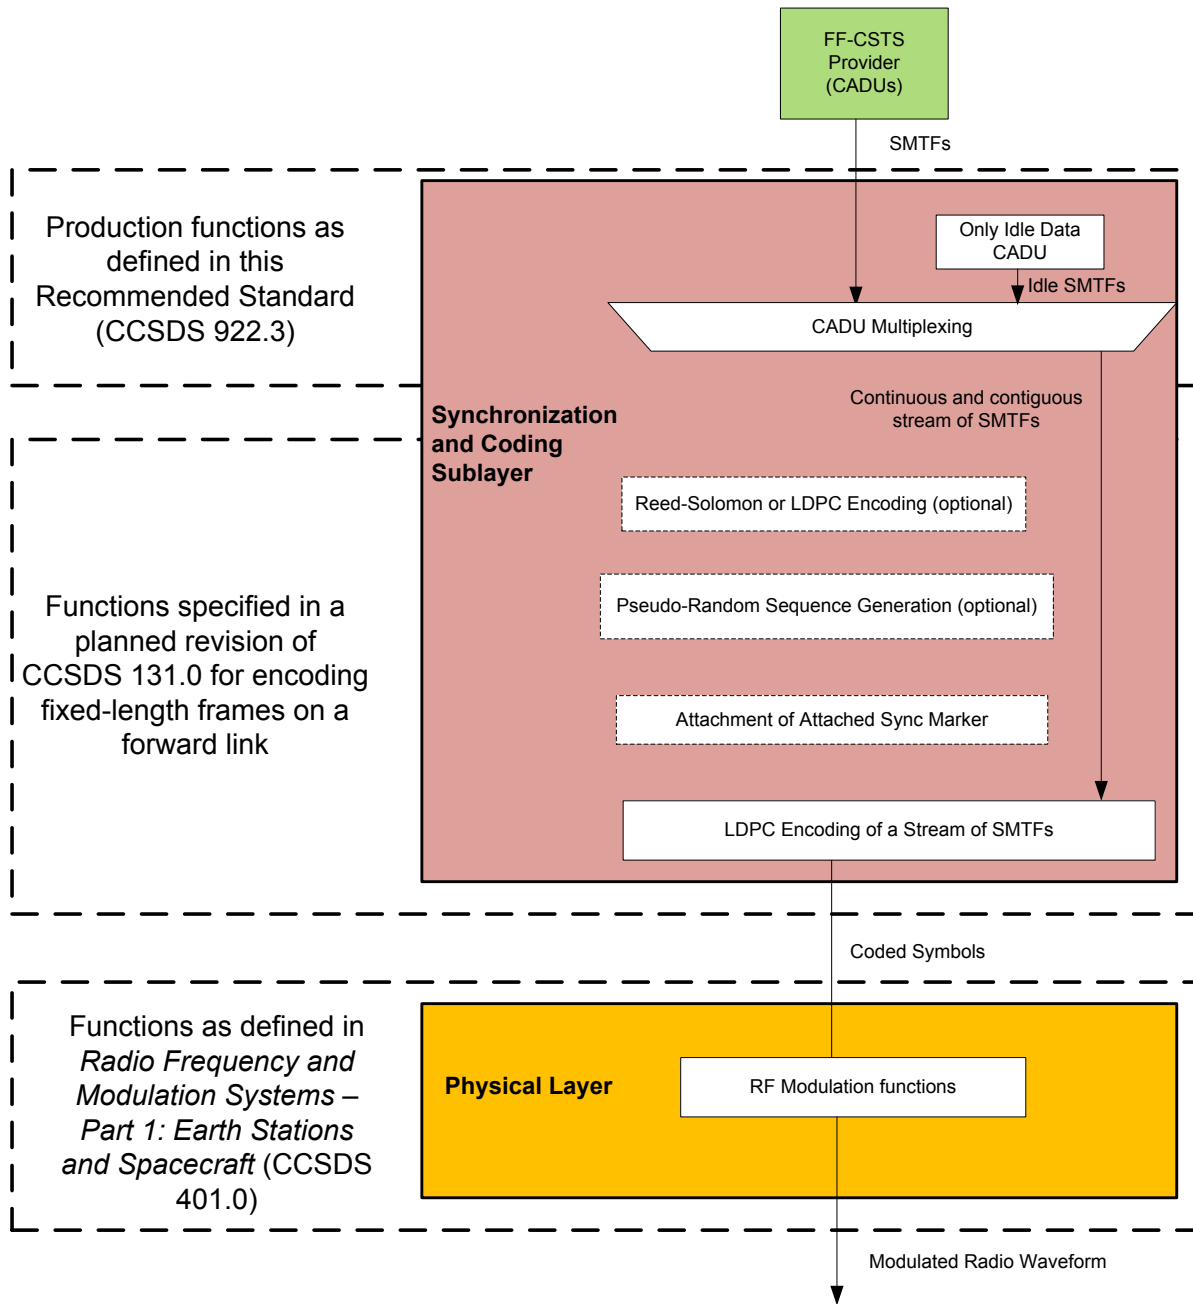 FF-CSTS
Provider
(CADUs)
SMTFs
Production functions as
defined in this
Recommended Standard
(CCSDS 922.3)
Only Idle Data
CADU
Idle SMTFs
CADU Multiplexing
Continuous and contiguous
stream of SMTFs
Synchronization
and Coding
Sublayer
Reed-Solomon or LDPC Encoding (optional)
Functions specified in a
planned revision of
CCSDS 131.0 for encoding
fixed-length frames on a
forward link
Pseudo-Random Sequence Generation (optional)
Attachment of Attached Sync Marker
LDPC Encoding of a Stream of SMTFs
Coded Symbols
Functions as defined in
Radio Frequency and
Modulation Systems –
Part 1: Earth Stations
and Spacecraft (CCSDS
401.0)
Physical Layer
RF Modulation functions
Modulated Radio Waveform